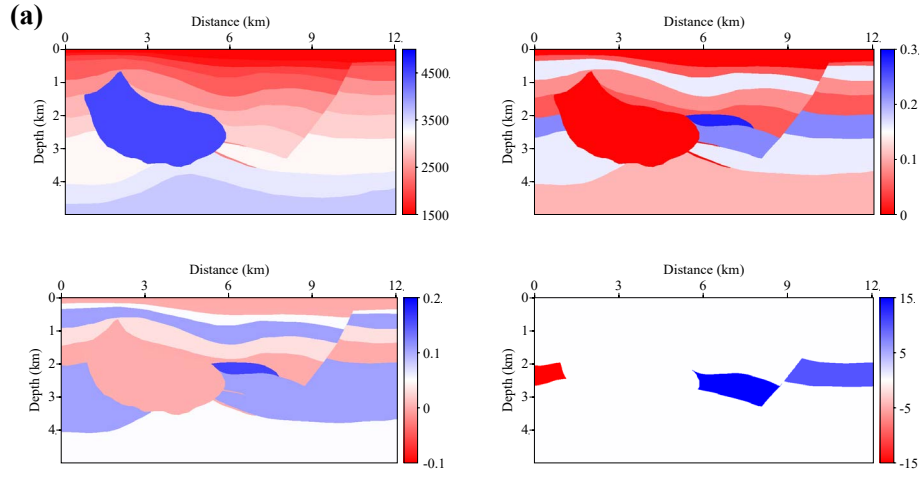 (a)
Distance (km)
0 3 6 9 12.
Depth (km)
0
1
2
3
4.
4500.
3500
2500
1500
Distance (km)
0 3 6 9 12.
Depth (km)
0
1
2
3
4.
0.3
0.2
0.1
0
Distance (km)
0 3 6 9 12.
Depth (km)
0
1
2
3
4.
0.2
0.1
0
-0.1
Distance (km)
0 3 6 9 12.
Depth (km)
0
1
2
3
4.
15.
5
-5
-15